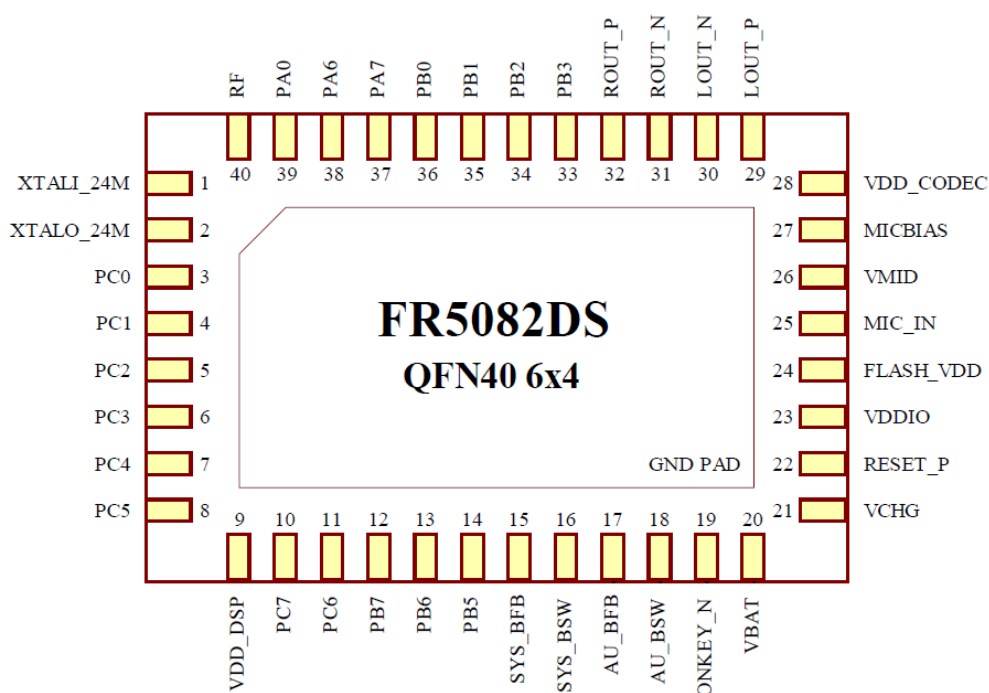 RF
PA0
PA6
PA7
PB0
PB1
PB2
PB3
ROUT_P
ROUT_N
LOUT_N
LOUT_P
40 39 38 37 36 35 34 33 32 31 30 29
XTALI_24M 1
XTALO_24M 2
PC0 3
PC1 4
PC2 5
PC3 6
PC4 7
PC5 8
FR5082DS
QFN40 6x4
GND PAD
28 VDD_CODEC
27 MICBIAS
26 VMID
25 MIC_IN
24 FLASH_VDD
23 VDDIO
22 RESET_P
21 VCHG
9 10 11 12 13 14 15 16 17 18 19 20
VDD_DSP
PC7
PC6
PB7
PB6
PB5
SYS_BFB
SYS_BSW
AU_BFB
AU_BSW
ONKEY_N
VBAT